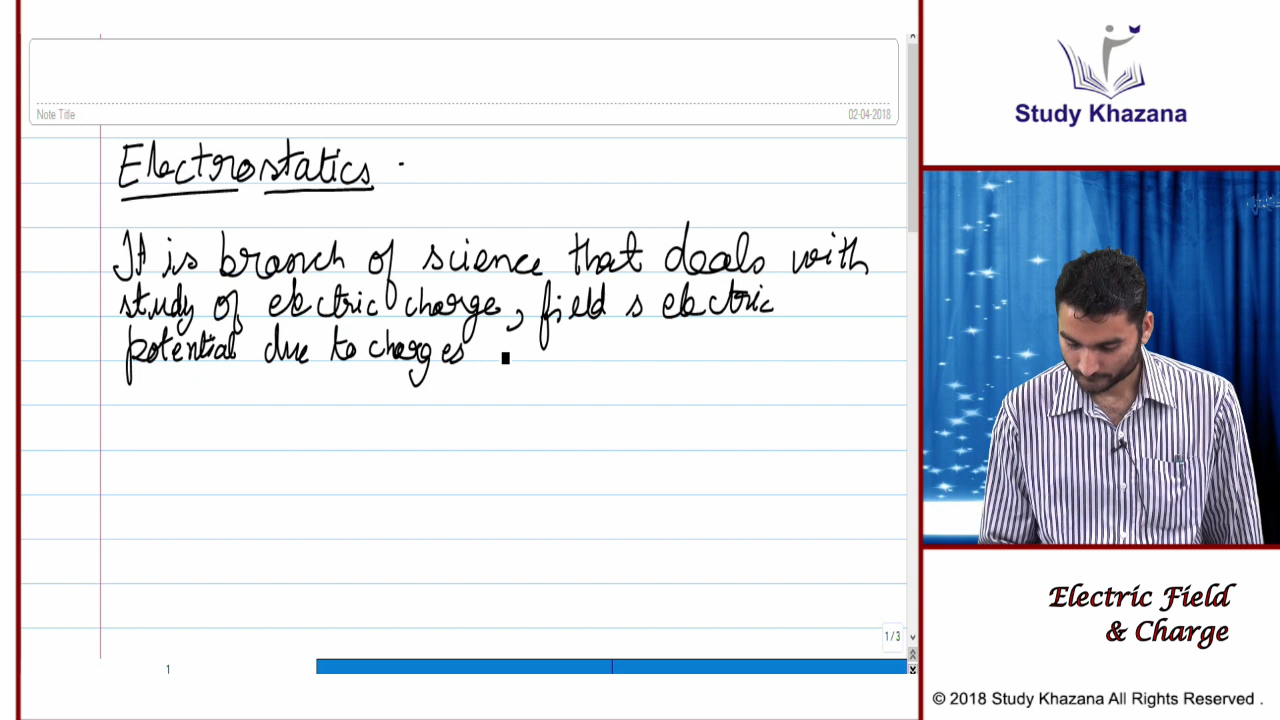 Note Title
02-04-2018
Electrostatics
It is branch of science that deals with
study of electric charge, field s electric
potential due to charges
1/3
1
Study Khazana
Electric Field
& Charge
© 2018 Study Khazana All Rights Reserved .